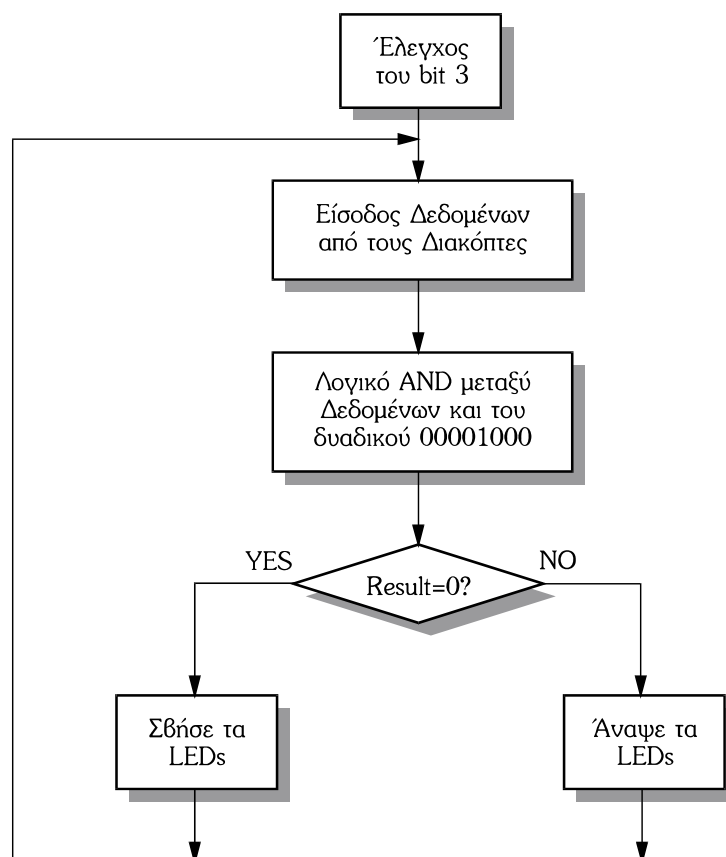 Έλεγχος
του bit 3
Είσοδος Δεδομένων
από τους Διακόπτες
Λογικό AND μεταξύ
Δεδομένων και του
δυαδικού 00001000
YES
NO
Result=0?
Σβήσε τα
LEDs
Άναψε τα
LEDs